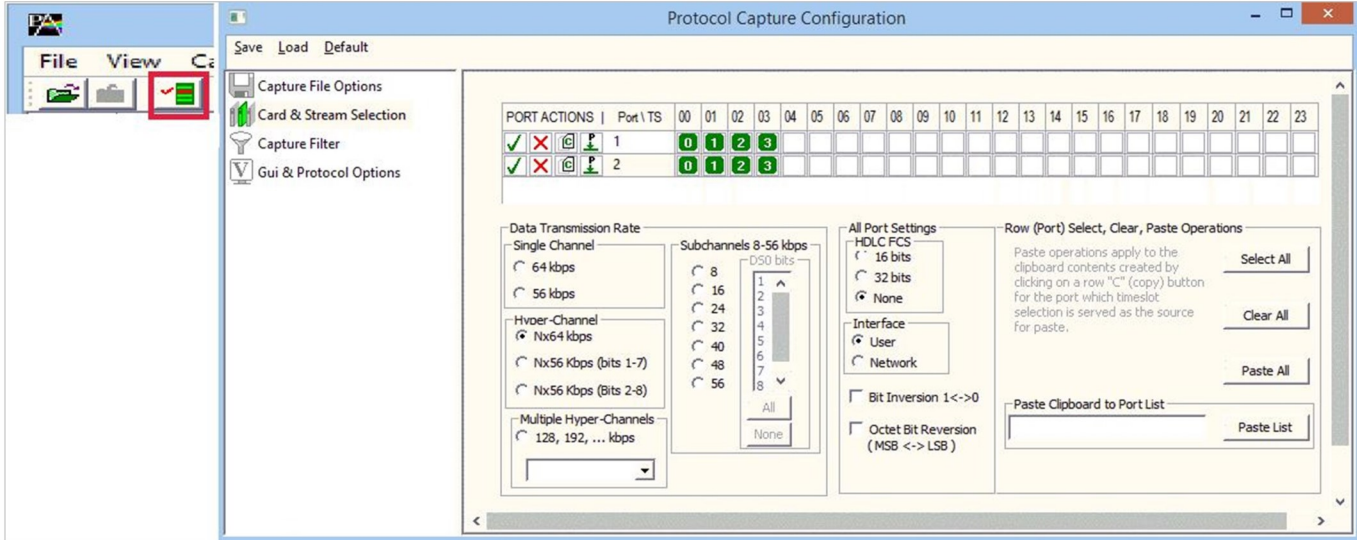 PA
File View Ca
Protocol Capture Configuration
Save Load Default
Capture File Options
Card & Stream Selection
Capture Filter
Gui & Protocol Options
PORT ACTIONS | Port \ TS 00 01 02 03 04 05 06 07 08 09 10 11 12 13 14 15 16 17 18 19 20 21 22 23
C P 1 0 1 2 3
C P 2 0 1 2 3
Data Transmission Rate
Single Channel
64 kbps
56 kbps
Hyper-Channel
Nx64 kbps
Nx56 Kbps (bits 1-7)
Nx56 Kbps (Bits 2-8)
Multiple Hyper-Channels
128, 192, ... kbps
Subchannels 8-56 kbps
8
16
24
32
40
48
56
DS0 bits
1
2
3
4
5
6
7
8
All
None
All Port Settings
HDLC FCS
16 bits
32 bits
None
Interface
User
Network
Bit Inversion 1<->0
Octet Bit Reversion
( MSB <-> LSB )
Row (Port) Select, Clear, Paste Operations
Paste operations apply to the
clipboard contents created by
clicking on a row "C" (copy) button
for the port which timeslot
selection is served as the source
for paste.
Select All
Clear All
Paste All
Paste Clipboard to Port List
Paste List